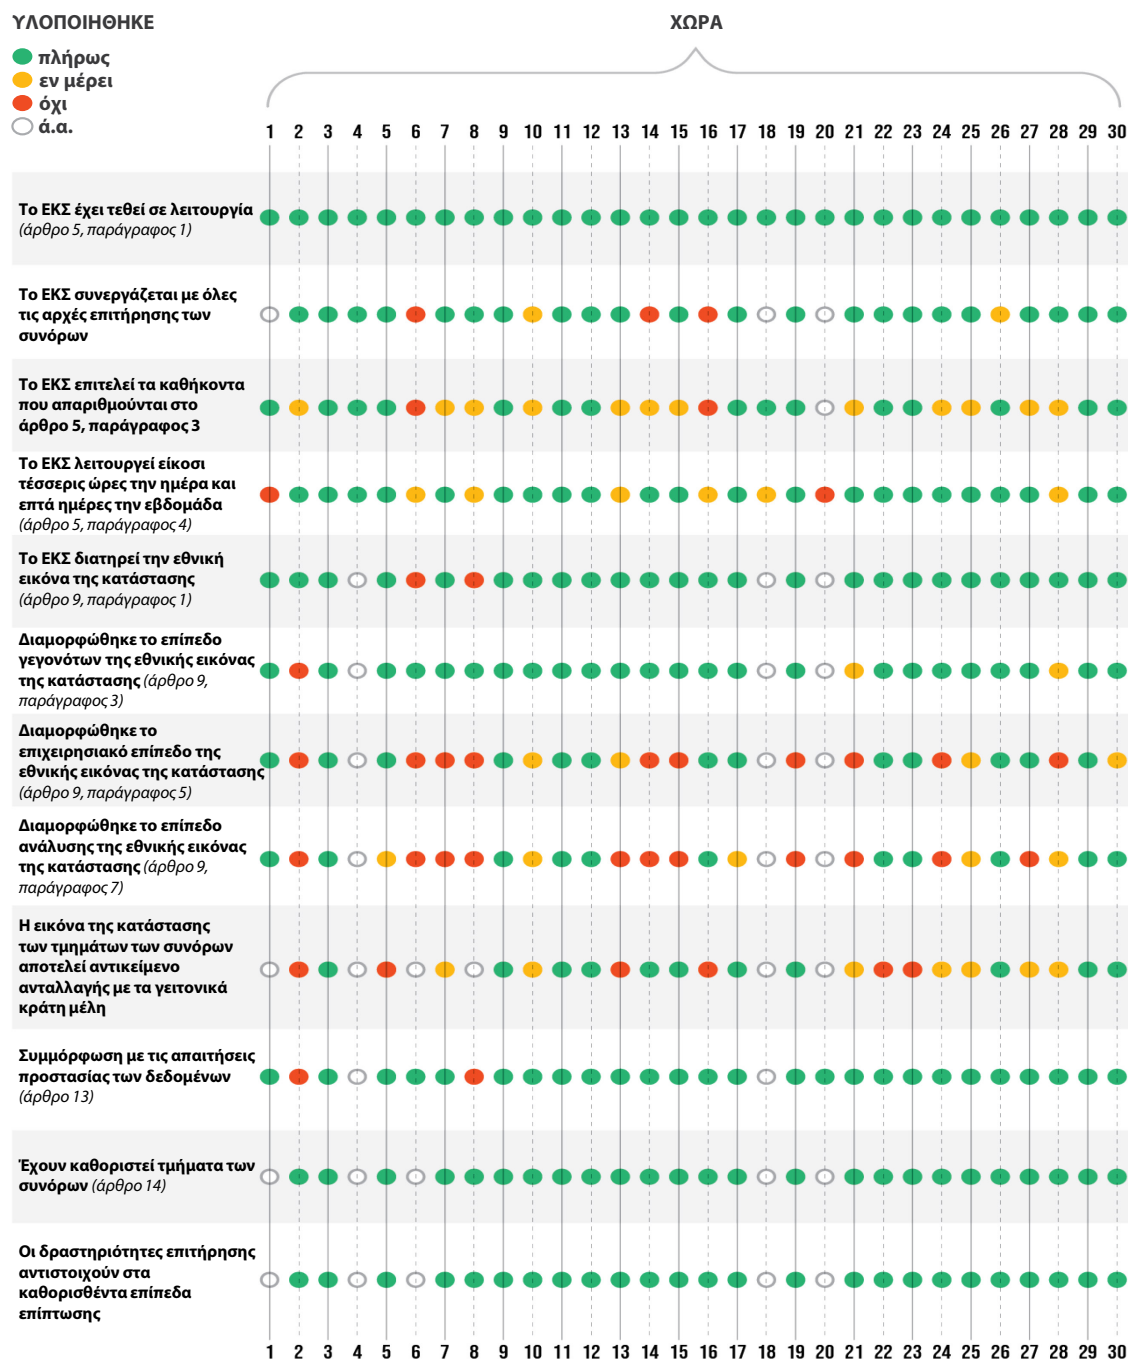 ΥΛΟΠΟΙΗΘΗΚΕ
ΧΩΡΑ
πλήρως
εν μέρει
όχι
ά.α.
1 2 3 4 5 6 7 8 9 10 11 12 13 14 15 16 17 18 19 20 21 22 23 24 25 26 27 28 29 30
Το ΕΚΣ έχει τεθεί σε λειτουργία
(άρθρο 5, παράγραφος 1)
Το ΕΚΣ συνεργάζεται με όλες
τις αρχές επιτήρησης των
συνόρων
Το ΕΚΣ επιτελεί τα καθήκοντα
που απαριθμούνται στο
άρθρο 5, παράγραφος 3
Το ΕΚΣ λειτουργεί είκοσι
τέσσερις ώρες την ημέρα και
επτά ημέρες την εβδομάδα
(άρθρο 5, παράγραφος 4)
Το ΕΚΣ διατηρεί την εθνική
εικόνα της κατάστασης
(άρθρο 9, παράγραφος 1)
Διαμορφώθηκε το επίπεδο
γεγονότων της εθνικής εικόνας
της κατάστασης (άρθρο 9,
παράγραφος 3)
Διαμορφώθηκε το
επιχειρησιακό επίπεδο της
εθνικής εικόνας της κατάστασης
(άρθρο 9, παράγραφος 5)
Διαμορφώθηκε το επίπεδο
ανάλυσης της εθνικής εικόνας
της κατάστασης (άρθρο 9,
παράγραφος 7)
Η εικόνα της κατάστασης
των τμημάτων των συνόρων
αποτελεί αντικείμενο
ανταλλαγής με τα γειτονικά
κράτη μέλη
Συμμόρφωση με τις απαιτήσεις
προστασίας των δεδομένων
(άρθρο 13)
Έχουν καθοριστεί τμήματα των
συνόρων (άρθρο 14)
Οι δραστηριότητες επιτήρησης
αντιστοιχούν στα
καθορισθέντα επίπεδα
επίπτωσης
1 2 3 4 5 6 7 8 9 10 11 12 13 14 15 16 17 18 19 20 21 22 23 24 25 26 27 28 29 30